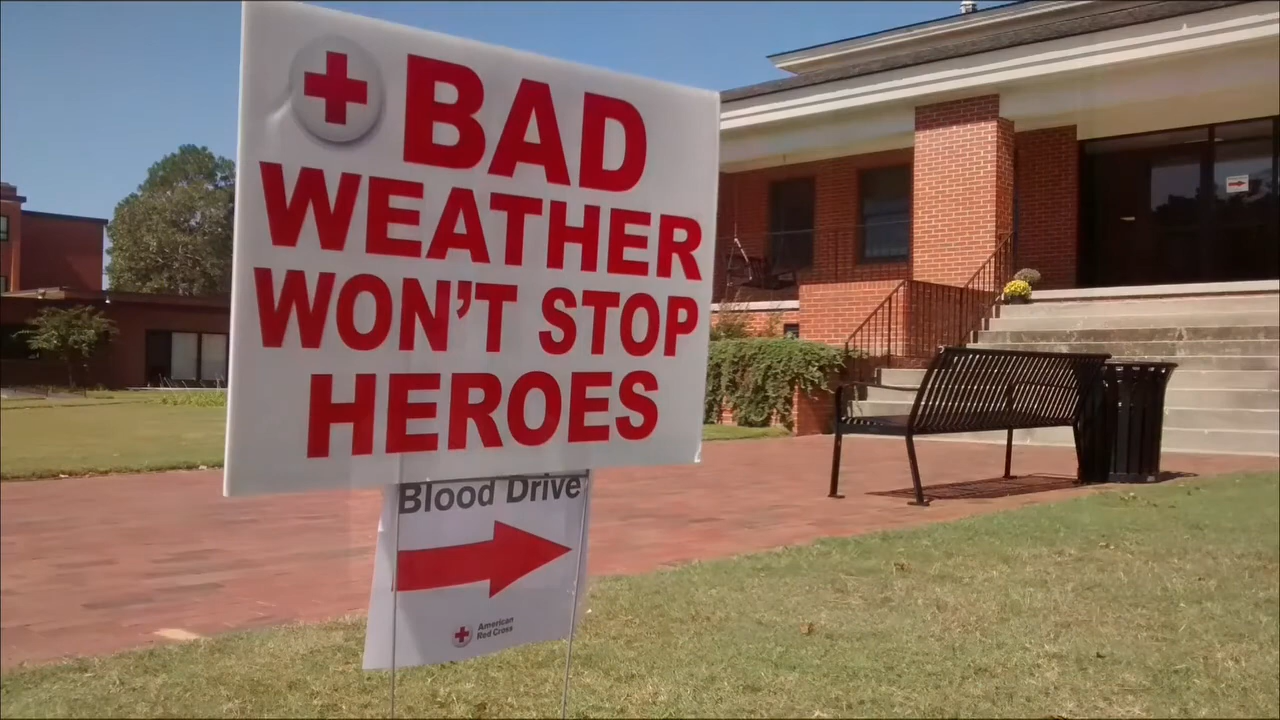 BAD
WEATHER
WON'T STOP
HEROES
Blood Drive
American
Red Cross